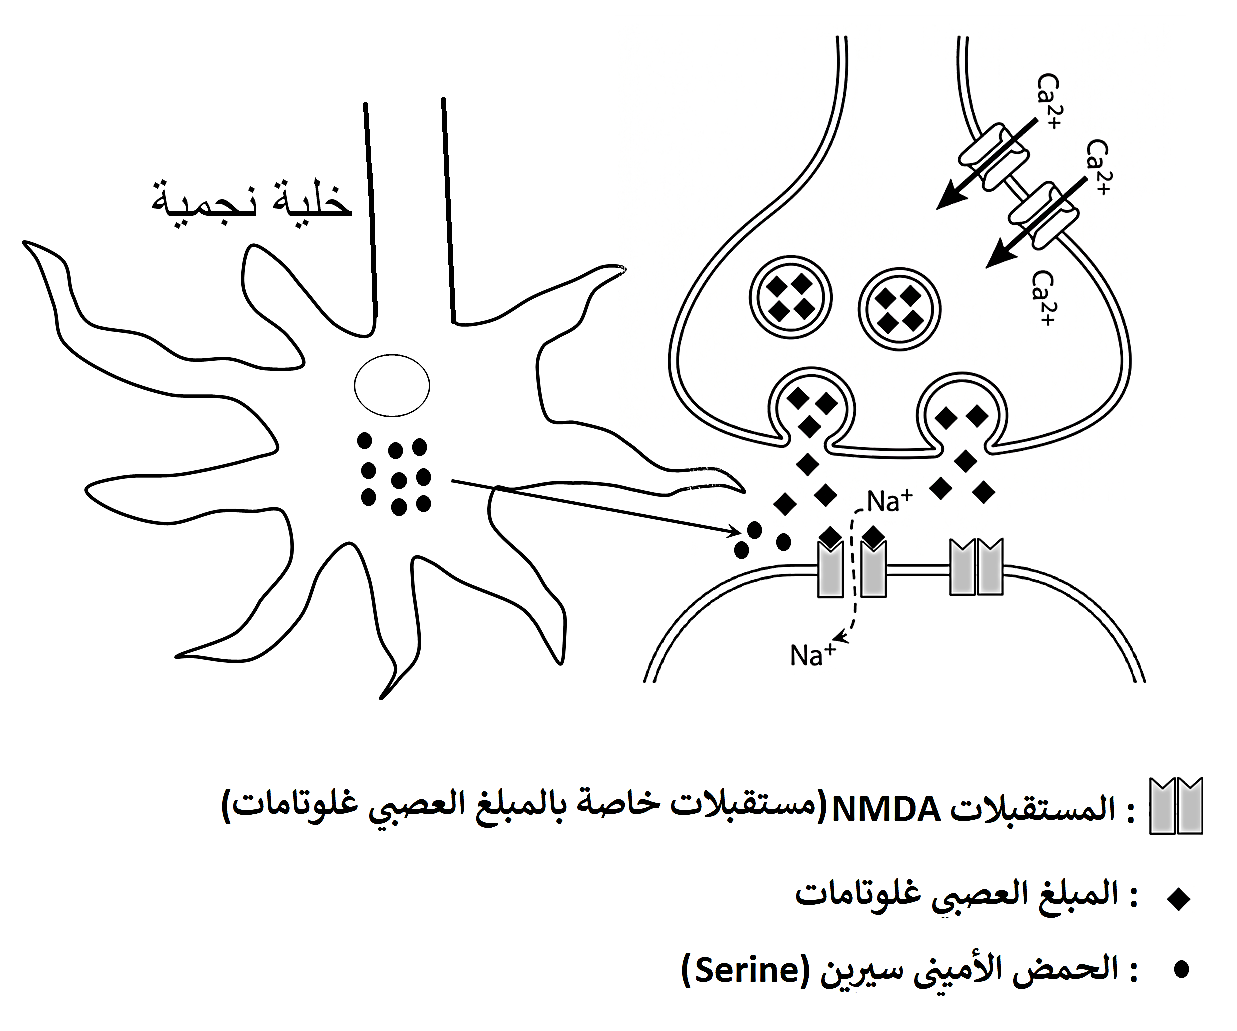 Ca2+
Ca2+
خلية نجمية
Ca2+
Na+
Na+
: المستقبلات NMDA (مستقبلات خاصة بالمبلغ العصبي غلوتامات)
: المبلغ العصبي غلوتامات
: الحمض الأميني سيرين (Serine)